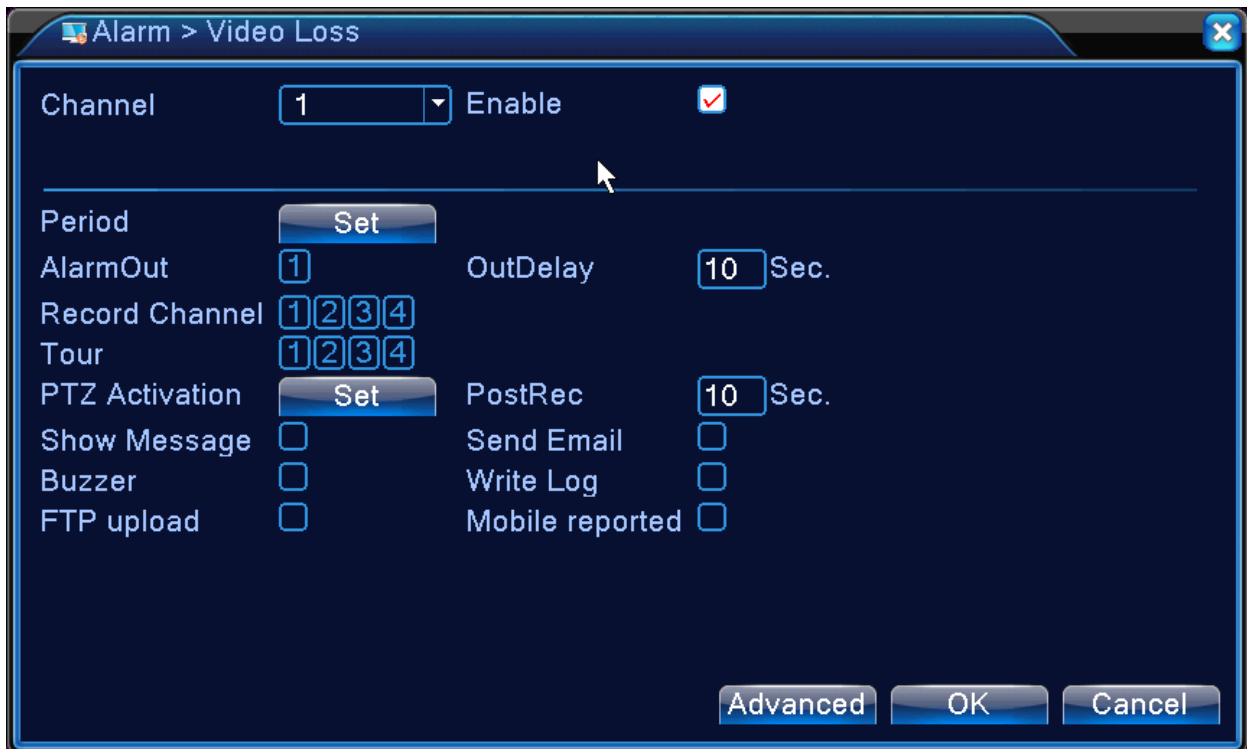 Alarm > Video Loss
Channel 1 Enable
Period Set
AlarmOut 1 OutDelay 10 Sec.
Record Channel 1 2 3 4
Tour 1 2 3 4
PTZ Activation Set PostRec 10 Sec.
Show Message Send Email
Buzzer Write Log
FTP upload Mobile reported
Advanced OK Cancel